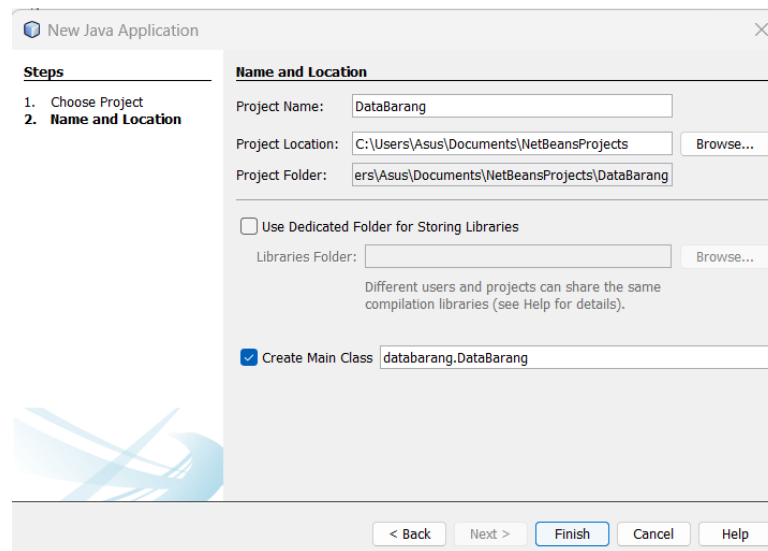 New Java Application
Steps
1. Choose Project
2. Name and Location
Name and Location
Project Name: DataBarang
Project Location: C:\Users\Asus\Documents\NetBeansProjects Browse...
Project Folder: ers\Asus\Documents\NetBeansProjects\DataBarang
Use Dedicated Folder for Storing Libraries
Libraries Folder: Browse...
Different users and projects can share the same
compilation libraries (see Help for details).
Create Main Class databarang.DataBarang
< Back Next > Finish Cancel Help